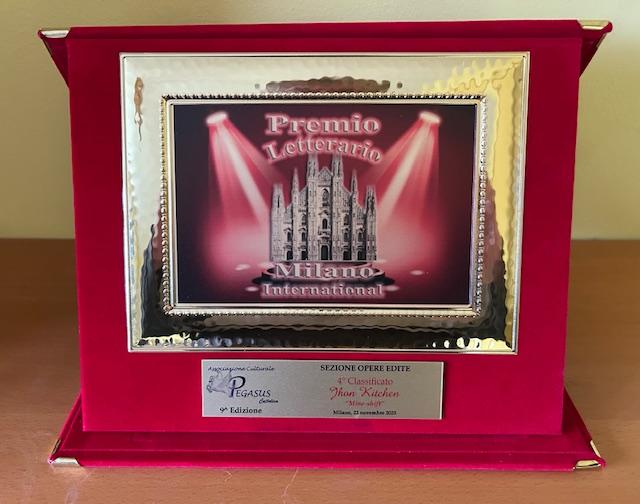 Premio
Letterario
Milano
International
Associazione Culturale
PEGASUS
Cattolica
9ª Edizione
SEZIONE OPERE EDITE
4° Classificato
Jhon Kitchen
"Mine-shift"
Milano, 22 novembre 2025